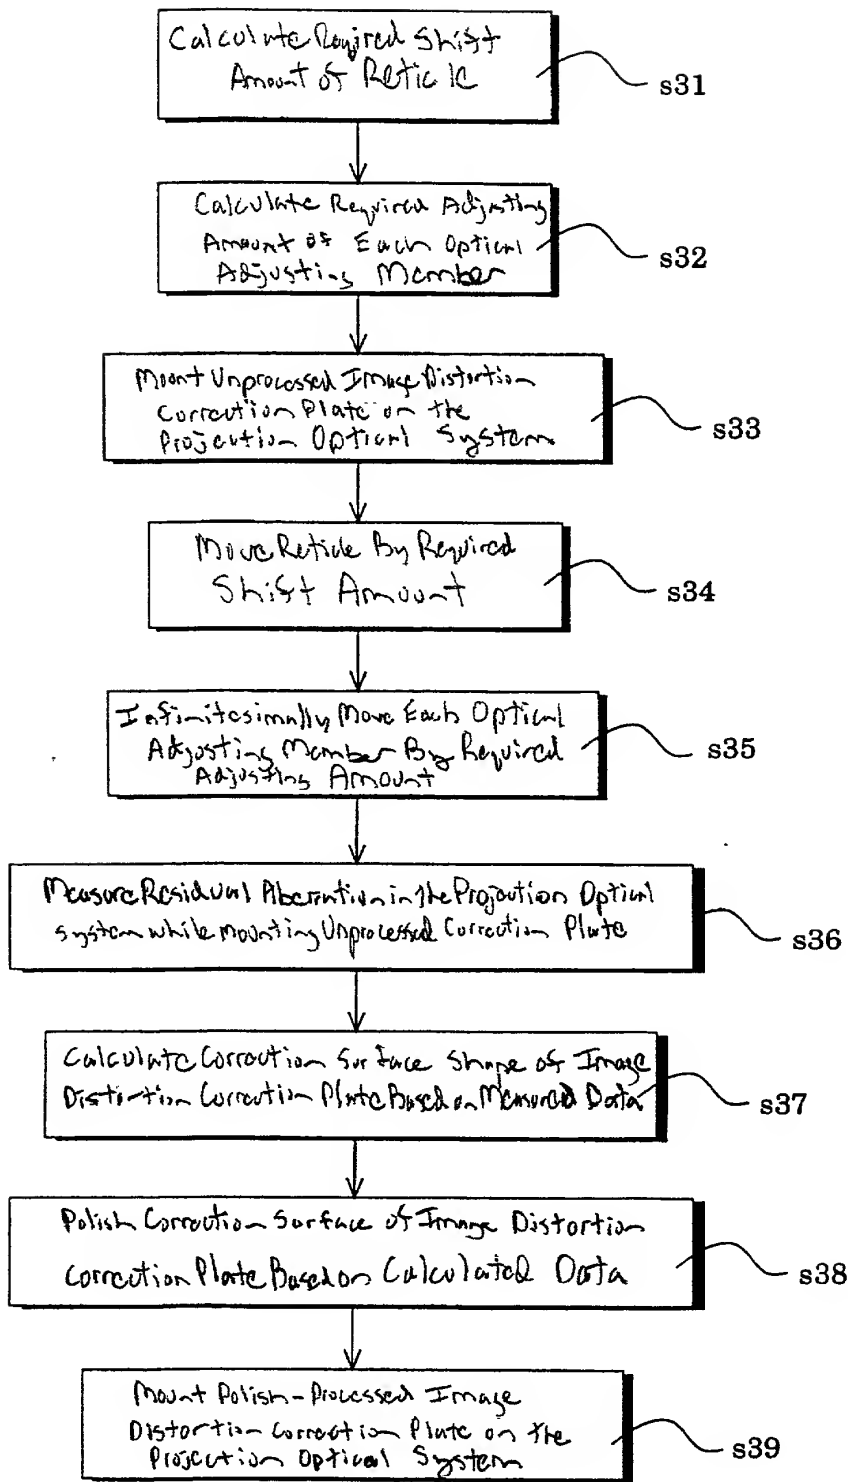 Calculate Required Shift
Amount of Reticle
s31
Calculate Required Adjusting
Amount of Each Optical
Adjusting Member
s32
Mount Unprocessed Image Distortion
Correction Plate on the
Projection Optical System
s33
Move Reticle By Required
Shift Amount
s34
Infinitesimally Move Each Optical
Adjusting Member By Required
Adjusting Amount
s35
Measure Residual Aberration in the Projection Optical
system while mounting Unprocessed Correction Plate
s36
Calculate Correction Surface Shape of Image
Distortion Correction Plate Based on Measured Data
s37
Polish Correction Surface of Image Distortion
Correction Plate Based on Calculated Data
s38
Mount Polish-Processed Image
Distortion Correction Plate on the
Projection Optical System
s39